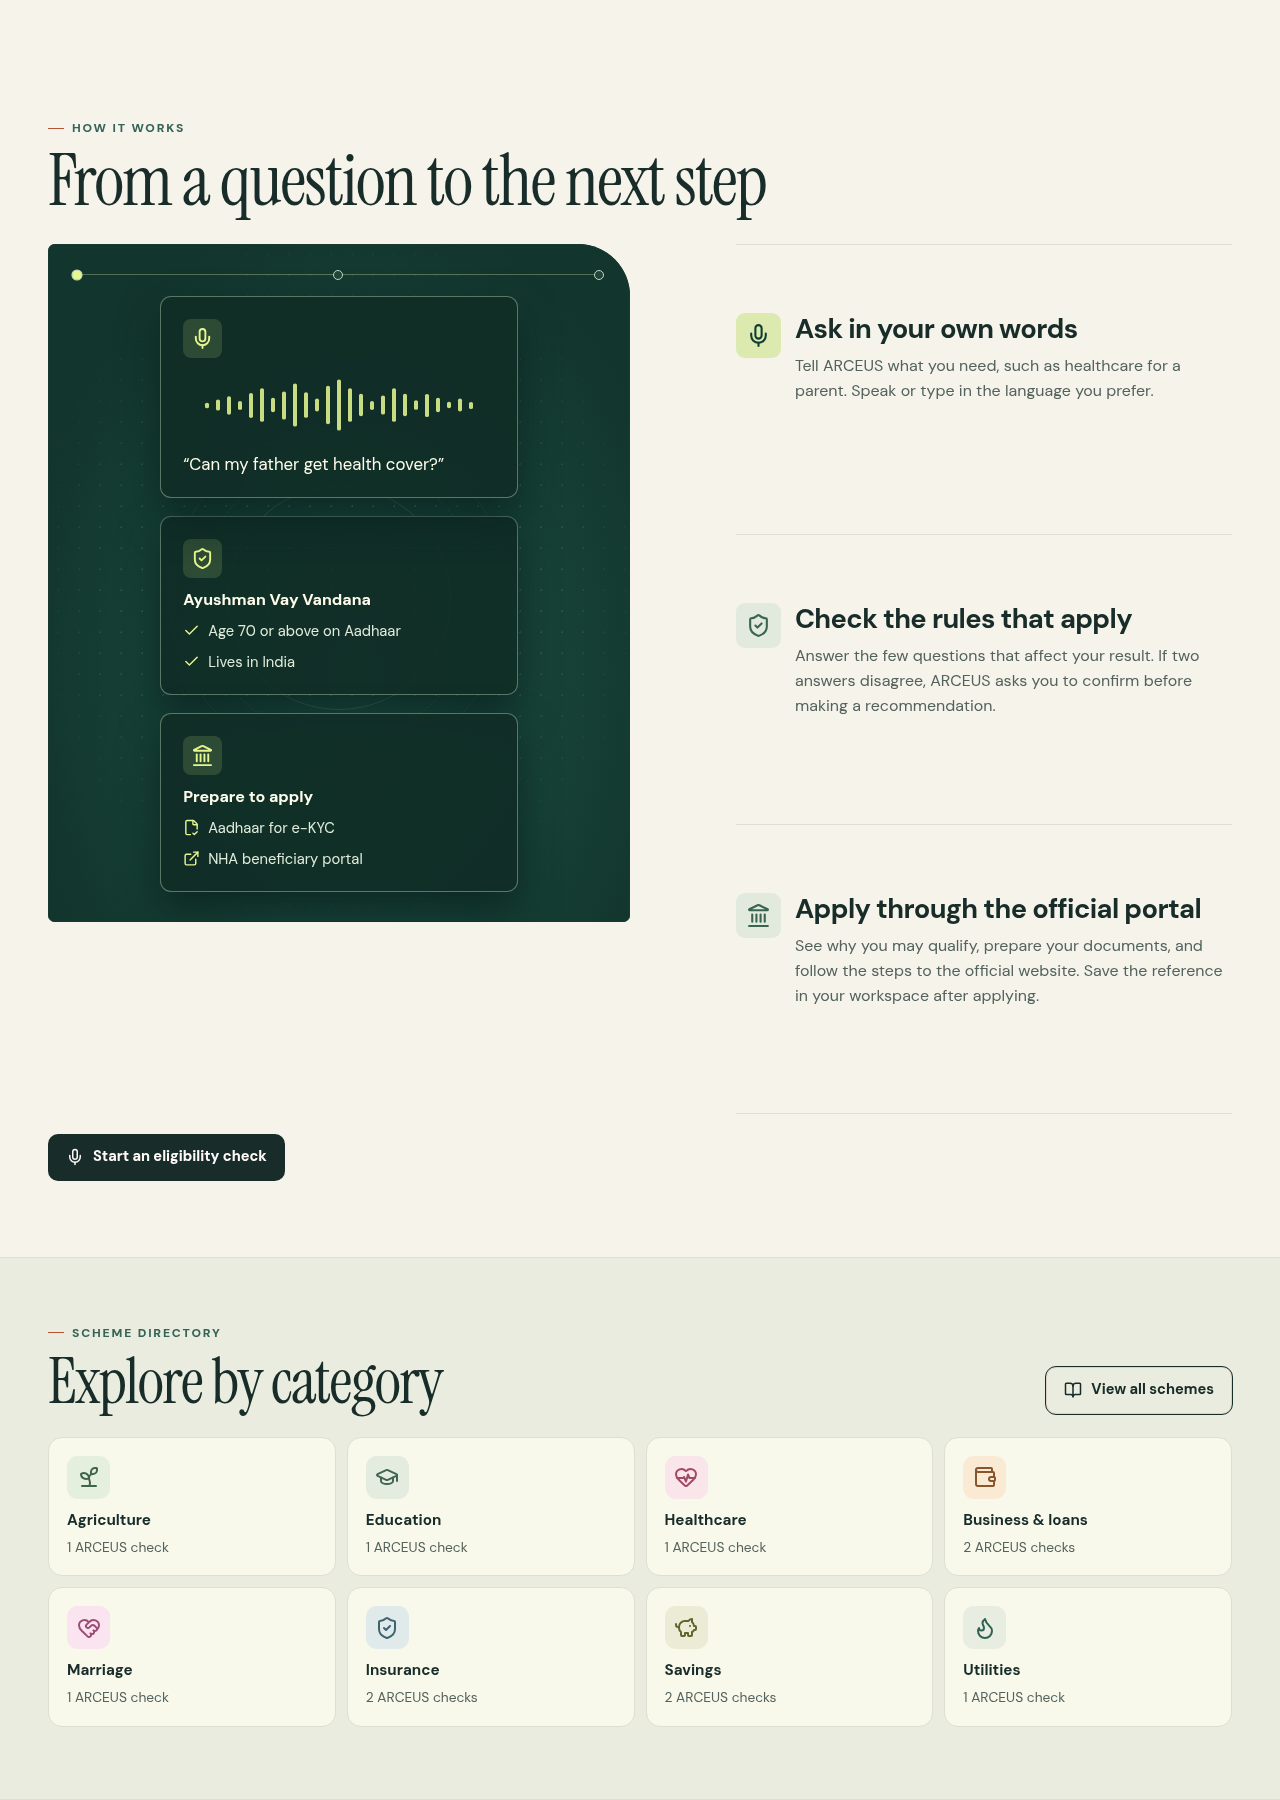 HOW IT WORKS
From a question to the next step
“Can my father get health cover?”
Ayushman Vay Vandana
Age 70 or above on Aadhaar
Lives in India
Prepare to apply
Aadhaar for e-KYC
NHA beneficiary portal
Ask in your own words
Tell ARCEUS what you need, such as healthcare for a
parent. Speak or type in the language you prefer.
Check the rules that apply
Answer the few questions that affect your result. If two
answers disagree, ARCEUS asks you to confirm before
making a recommendation.
Apply through the official portal
See why you may qualify, prepare your documents, and
follow the steps to the official website. Save the reference
in your workspace after applying.
Start an eligibility check
SCHEME DIRECTORY
Explore by category
View all schemes
Agriculture
1 ARCEUS check
Education
1 ARCEUS check
Healthcare
1 ARCEUS check
Business & loans
2 ARCEUS checks
Marriage
1 ARCEUS check
Insurance
2 ARCEUS checks
Savings
2 ARCEUS checks
Utilities
1 ARCEUS check